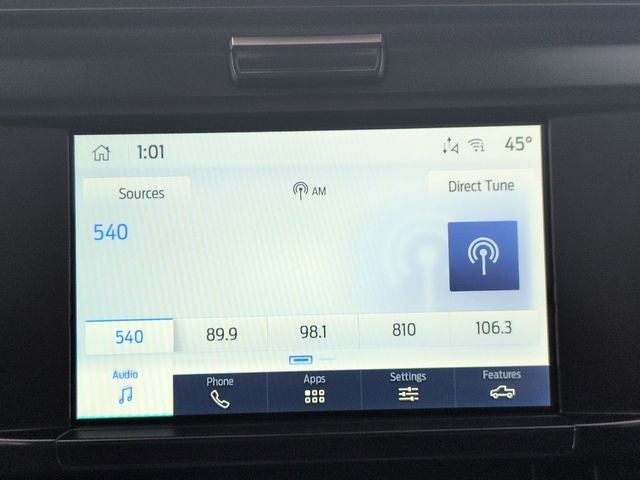 1:01 45°
Sources AM Direct Tune
540
540 89.9 98.1 810 106.3
Audio Phone Apps Settings Features